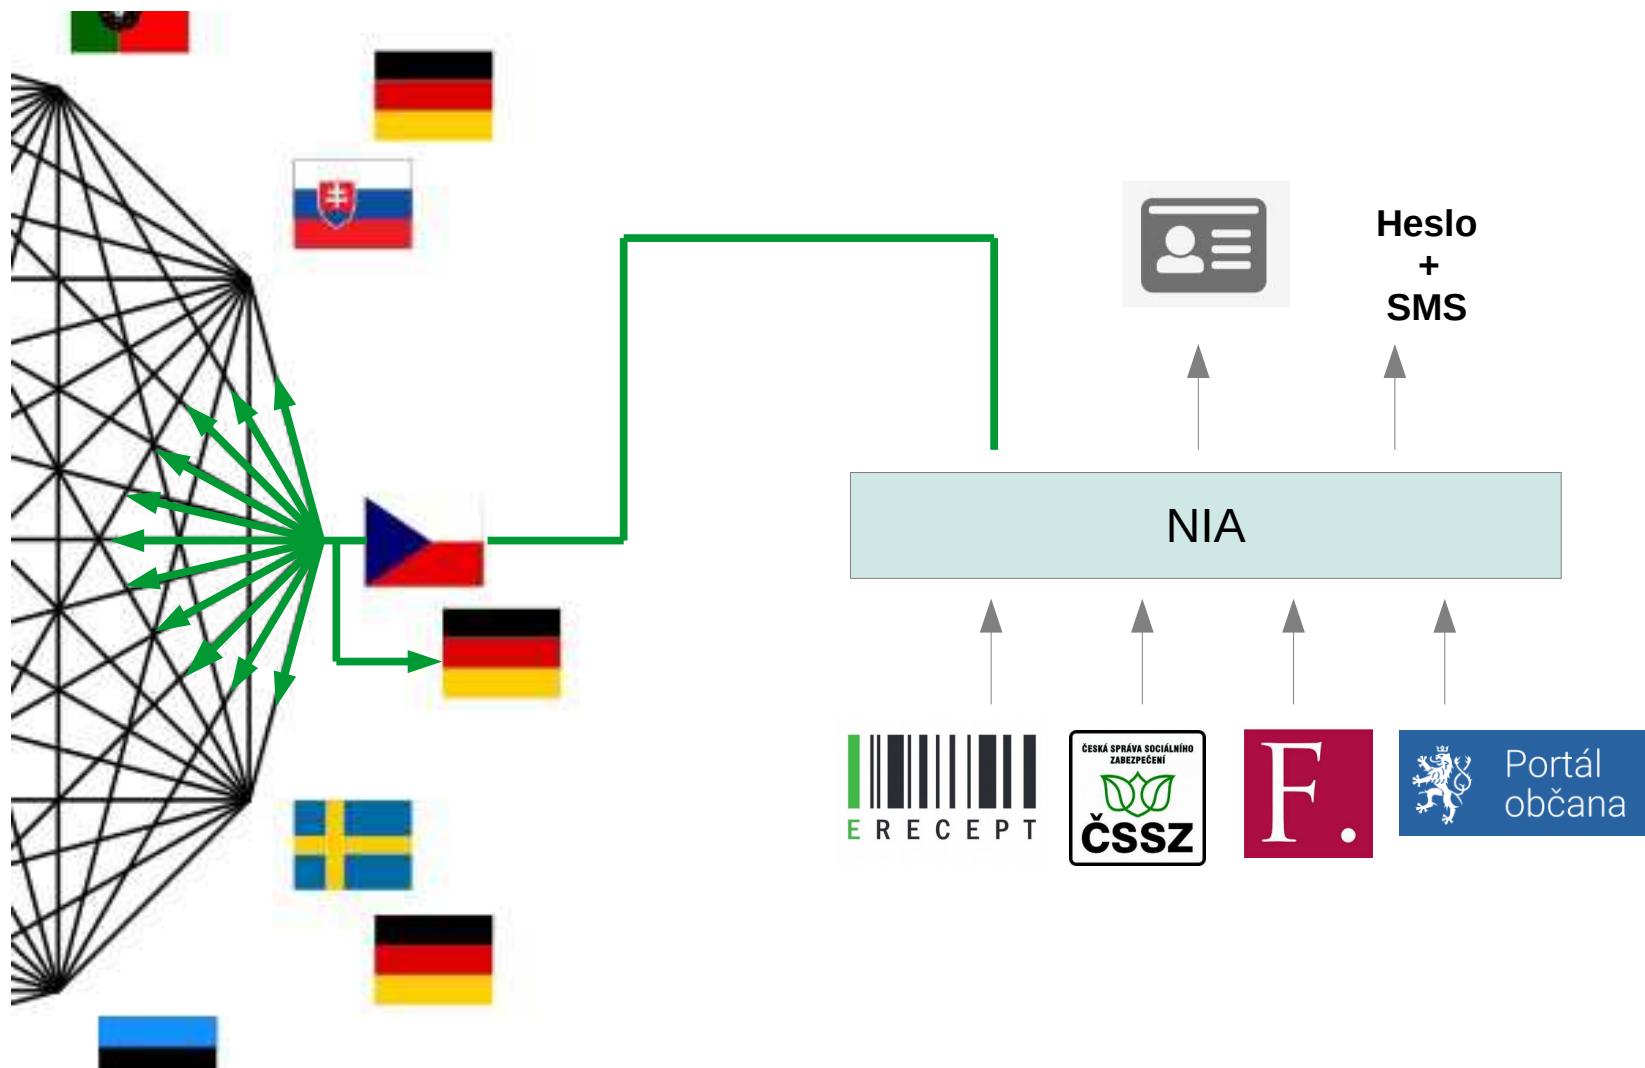 Heslo
+
SMS
NIA
ERECEPT
ČESKÁ SPRÁVA SOCIÁLNÍHO
ZABEZPEČENÍ
ČSSZ
F.
Portál
občana